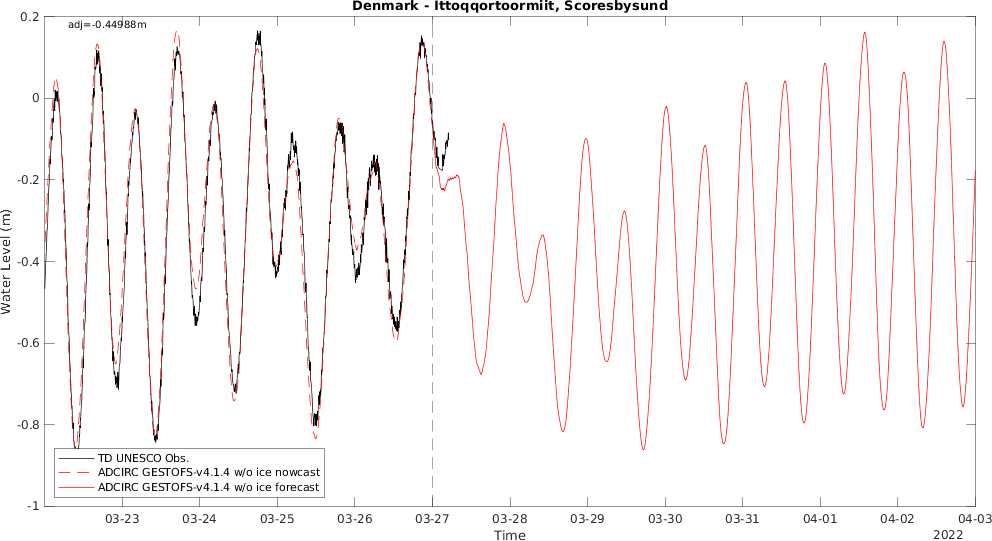 Denmark - Ittoqqortoormiit, Scoresbysund
adj=-0.44988m
0.2
0
-0.2
-0.4
-0.6
-0.8
-1
Water Level (m)
TD UNESCO Obs.
ADCIRC GESTOFS-v4.1.4 w/o ice nowcast
ADCIRC GESTOFS-v4.1.4 w/o ice forecast
03-23 03-24 03-25 03-26 03-27 03-28 03-29 03-30 03-31 04-01 04-02 04-03
Time
2022